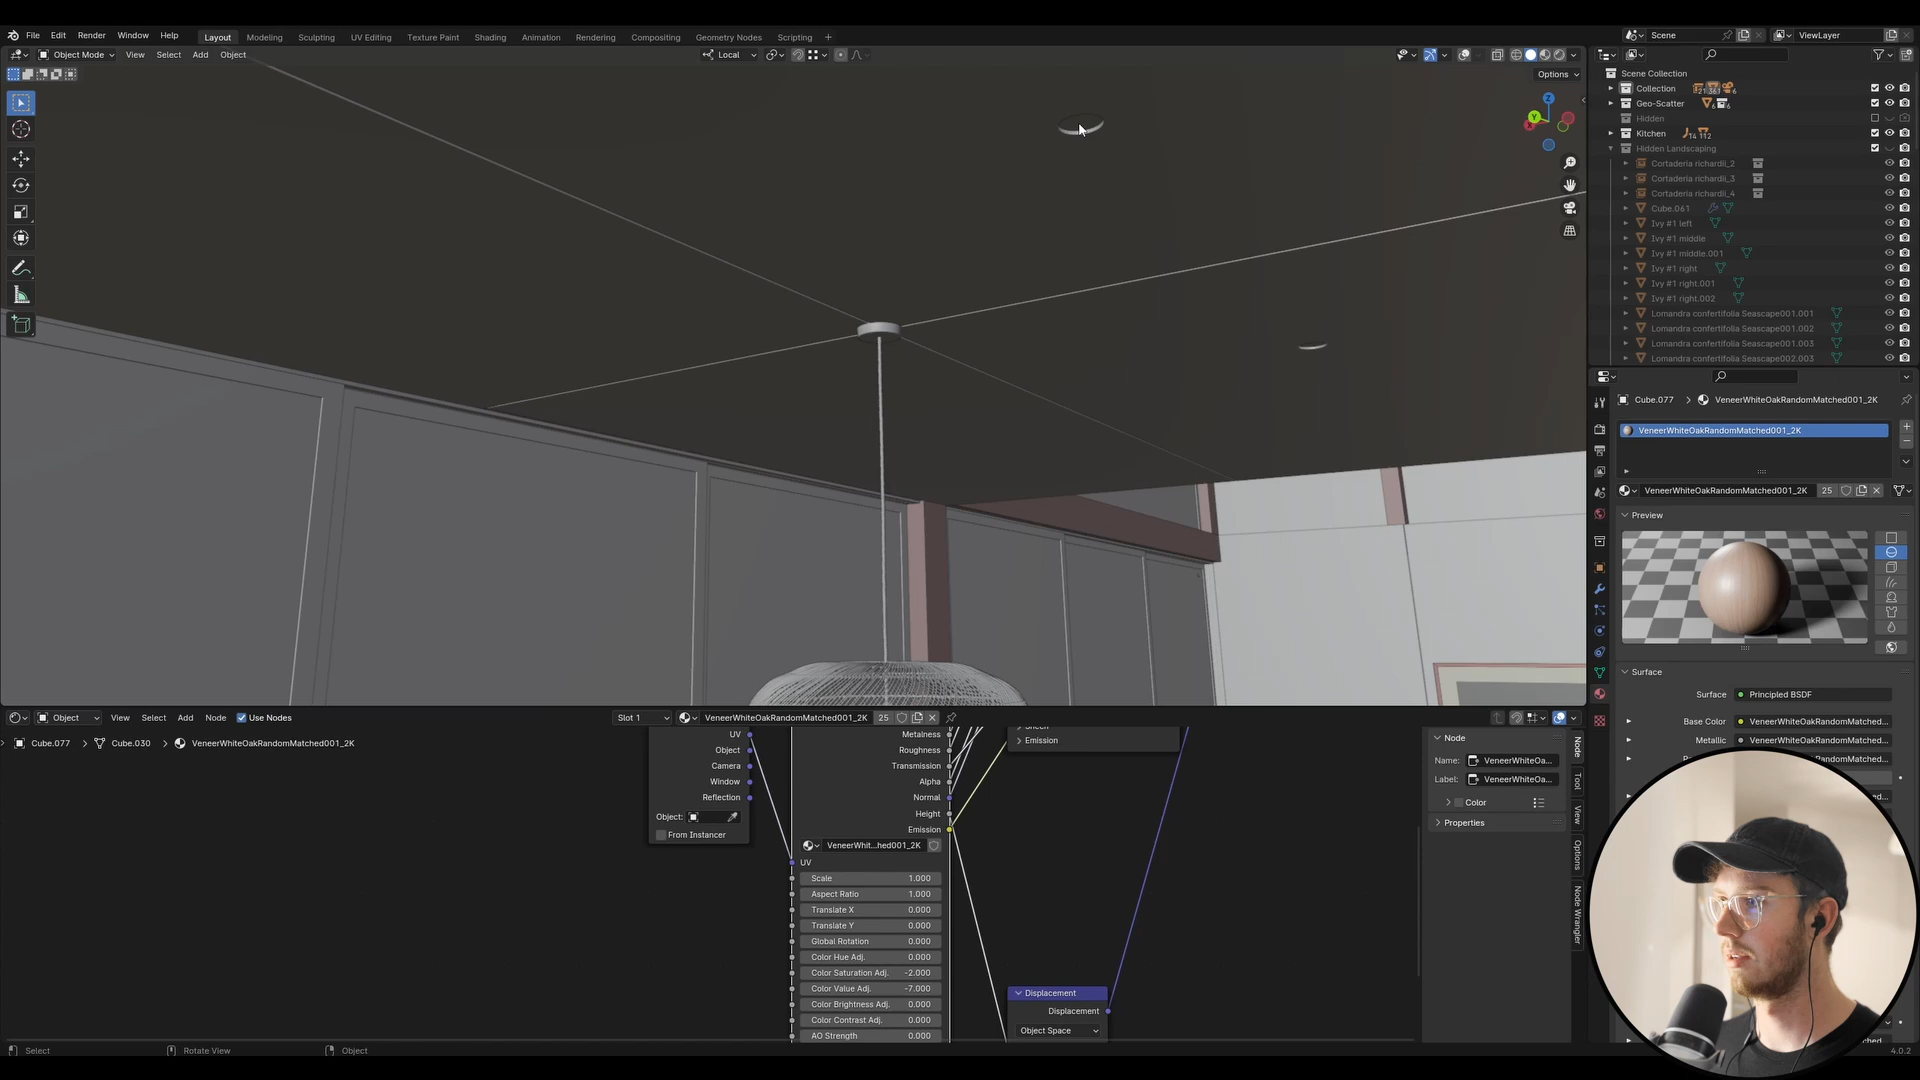 File Edit Render Window Help Layout Modeling Sculpting UV Editing Texture Paint Shading Animation Rendering Compositing Geometry Nodes Scripting + Scene ViewLayer
Object Mode View Select Add Object Local
Options
Scene Collection
Collection
Geo-Scatter
Hidden
Kitchen
Hidden Landscaping
Cortaderia richardii_2
Cortaderia richardii_3
Cortaderia richardii_4
Cube.061
Ivy #1 left
Ivy #1 middle
Ivy #1 middle.001
Ivy #1 right
Ivy #1 right.001
Ivy #1 right.002
Lomandra confertifolia Seascape001.001
Lomandra confertifolia Seascape001.002
Lomandra confertifolia Seascape001.003
Lomandra confertifolia Seascape002.003
Cube.077 > VeneerWhiteOakRandomMatched001_2K
VeneerWhiteOakRandomMatched001_2K
VeneerWhiteOakRandomMatched001_2K 25
Preview
Surface
Surface Principled BSDF
Base Color VeneerWhiteOakRandomMatched...
Metallic VeneerWhiteOakRandomMatched...
Object View Select Add Node Use Nodes Slot 1 VeneerWhiteOakRandomMatched001_2K 25
Cube.077 > Cube.030 > VeneerWhiteOakRandomMatched001_2K
UV
Object
Camera
Window
Reflection
Object:
From Instancer
Metalness
Roughness
Transmission
Alpha
Normal
Height
Emission
VeneerWhit...hed001_2K
UV
Scale 1.000
Aspect Ratio 1.000
Translate X 0.000
Translate Y 0.000
Global Rotation 0.000
Color Hue Adj. 0.000
Color Saturation Adj. -2.000
Color Value Adj. -7.000
Color Brightness Adj. 0.000
Color Contrast Adj. 0.000
AO Strength 0.000
Emission
Displacement
Displacement
Object Space
Node
Name: VeneerWhiteOa...
Label: VeneerWhiteOa...
Color
Properties
Node
Tool
View
Options
Node Wrangler
Select Rotate View Object
4.0.2